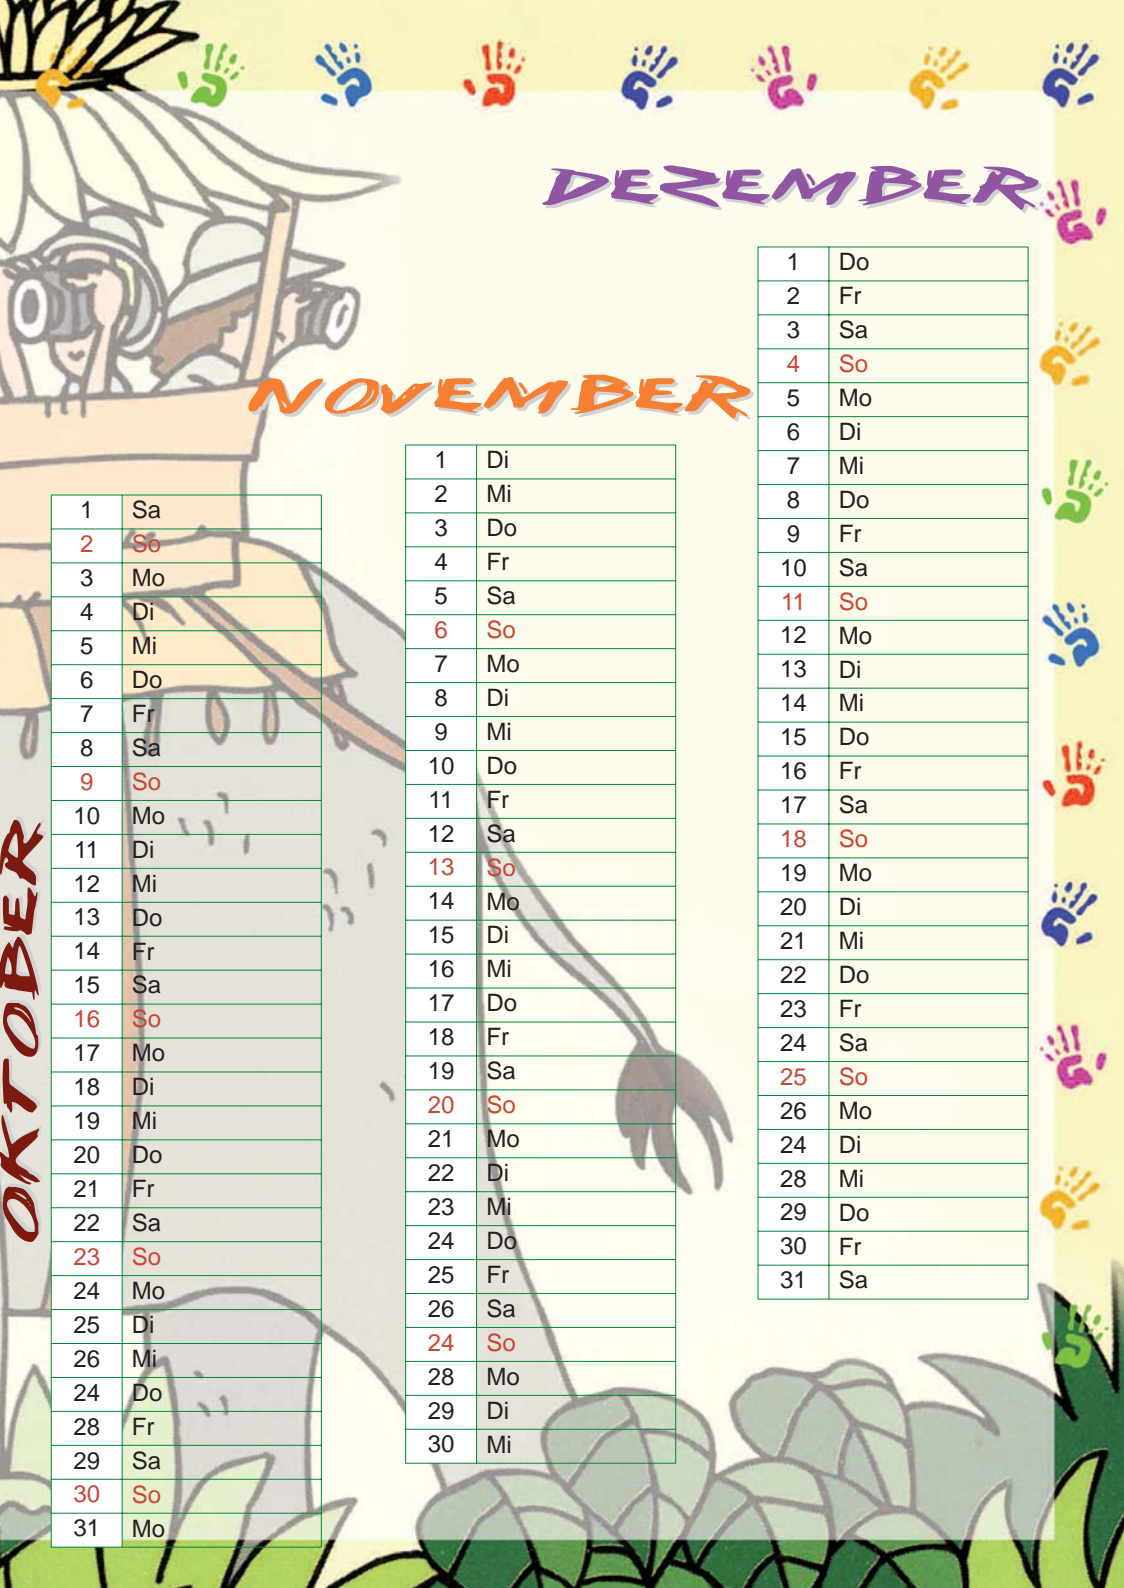 OKTOBER
1 Sa
2 So
3 Mo
4 Di
5 Mi
6 Do
7 Fr
8 Sa
9 So
10 Mo
11 Di
12 Mi
13 Do
14 Fr
15 Sa
16 So
17 Mo
18 Di
19 Mi
20 Do
21 Fr
22 Sa
23 So
24 Mo
25 Di
26 Mi
24 Do
28 Fr
29 Sa
30 So
31 Mo
NOVEMBER
1 Di
2 Mi
3 Do
4 Fr
5 Sa
6 So
7 Mo
8 Di
9 Mi
10 Do
11 Fr
12 Sa
13 So
14 Mo
15 Di
16 Mi
17 Do
18 Fr
19 Sa
20 So
21 Mo
22 Di
23 Mi
24 Do
25 Fr
26 Sa
24 So
28 Mo
29 Di
30 Mi
DEZEMBER
1 Do
2 Fr
3 Sa
4 So
5 Mo
6 Di
7 Mi
8 Do
9 Fr
10 Sa
11 So
12 Mo
13 Di
14 Mi
15 Do
16 Fr
17 Sa
18 So
19 Mo
20 Di
21 Mi
22 Do
23 Fr
24 Sa
25 So
26 Mo
24 Di
28 Mi
29 Do
30 Fr
31 Sa